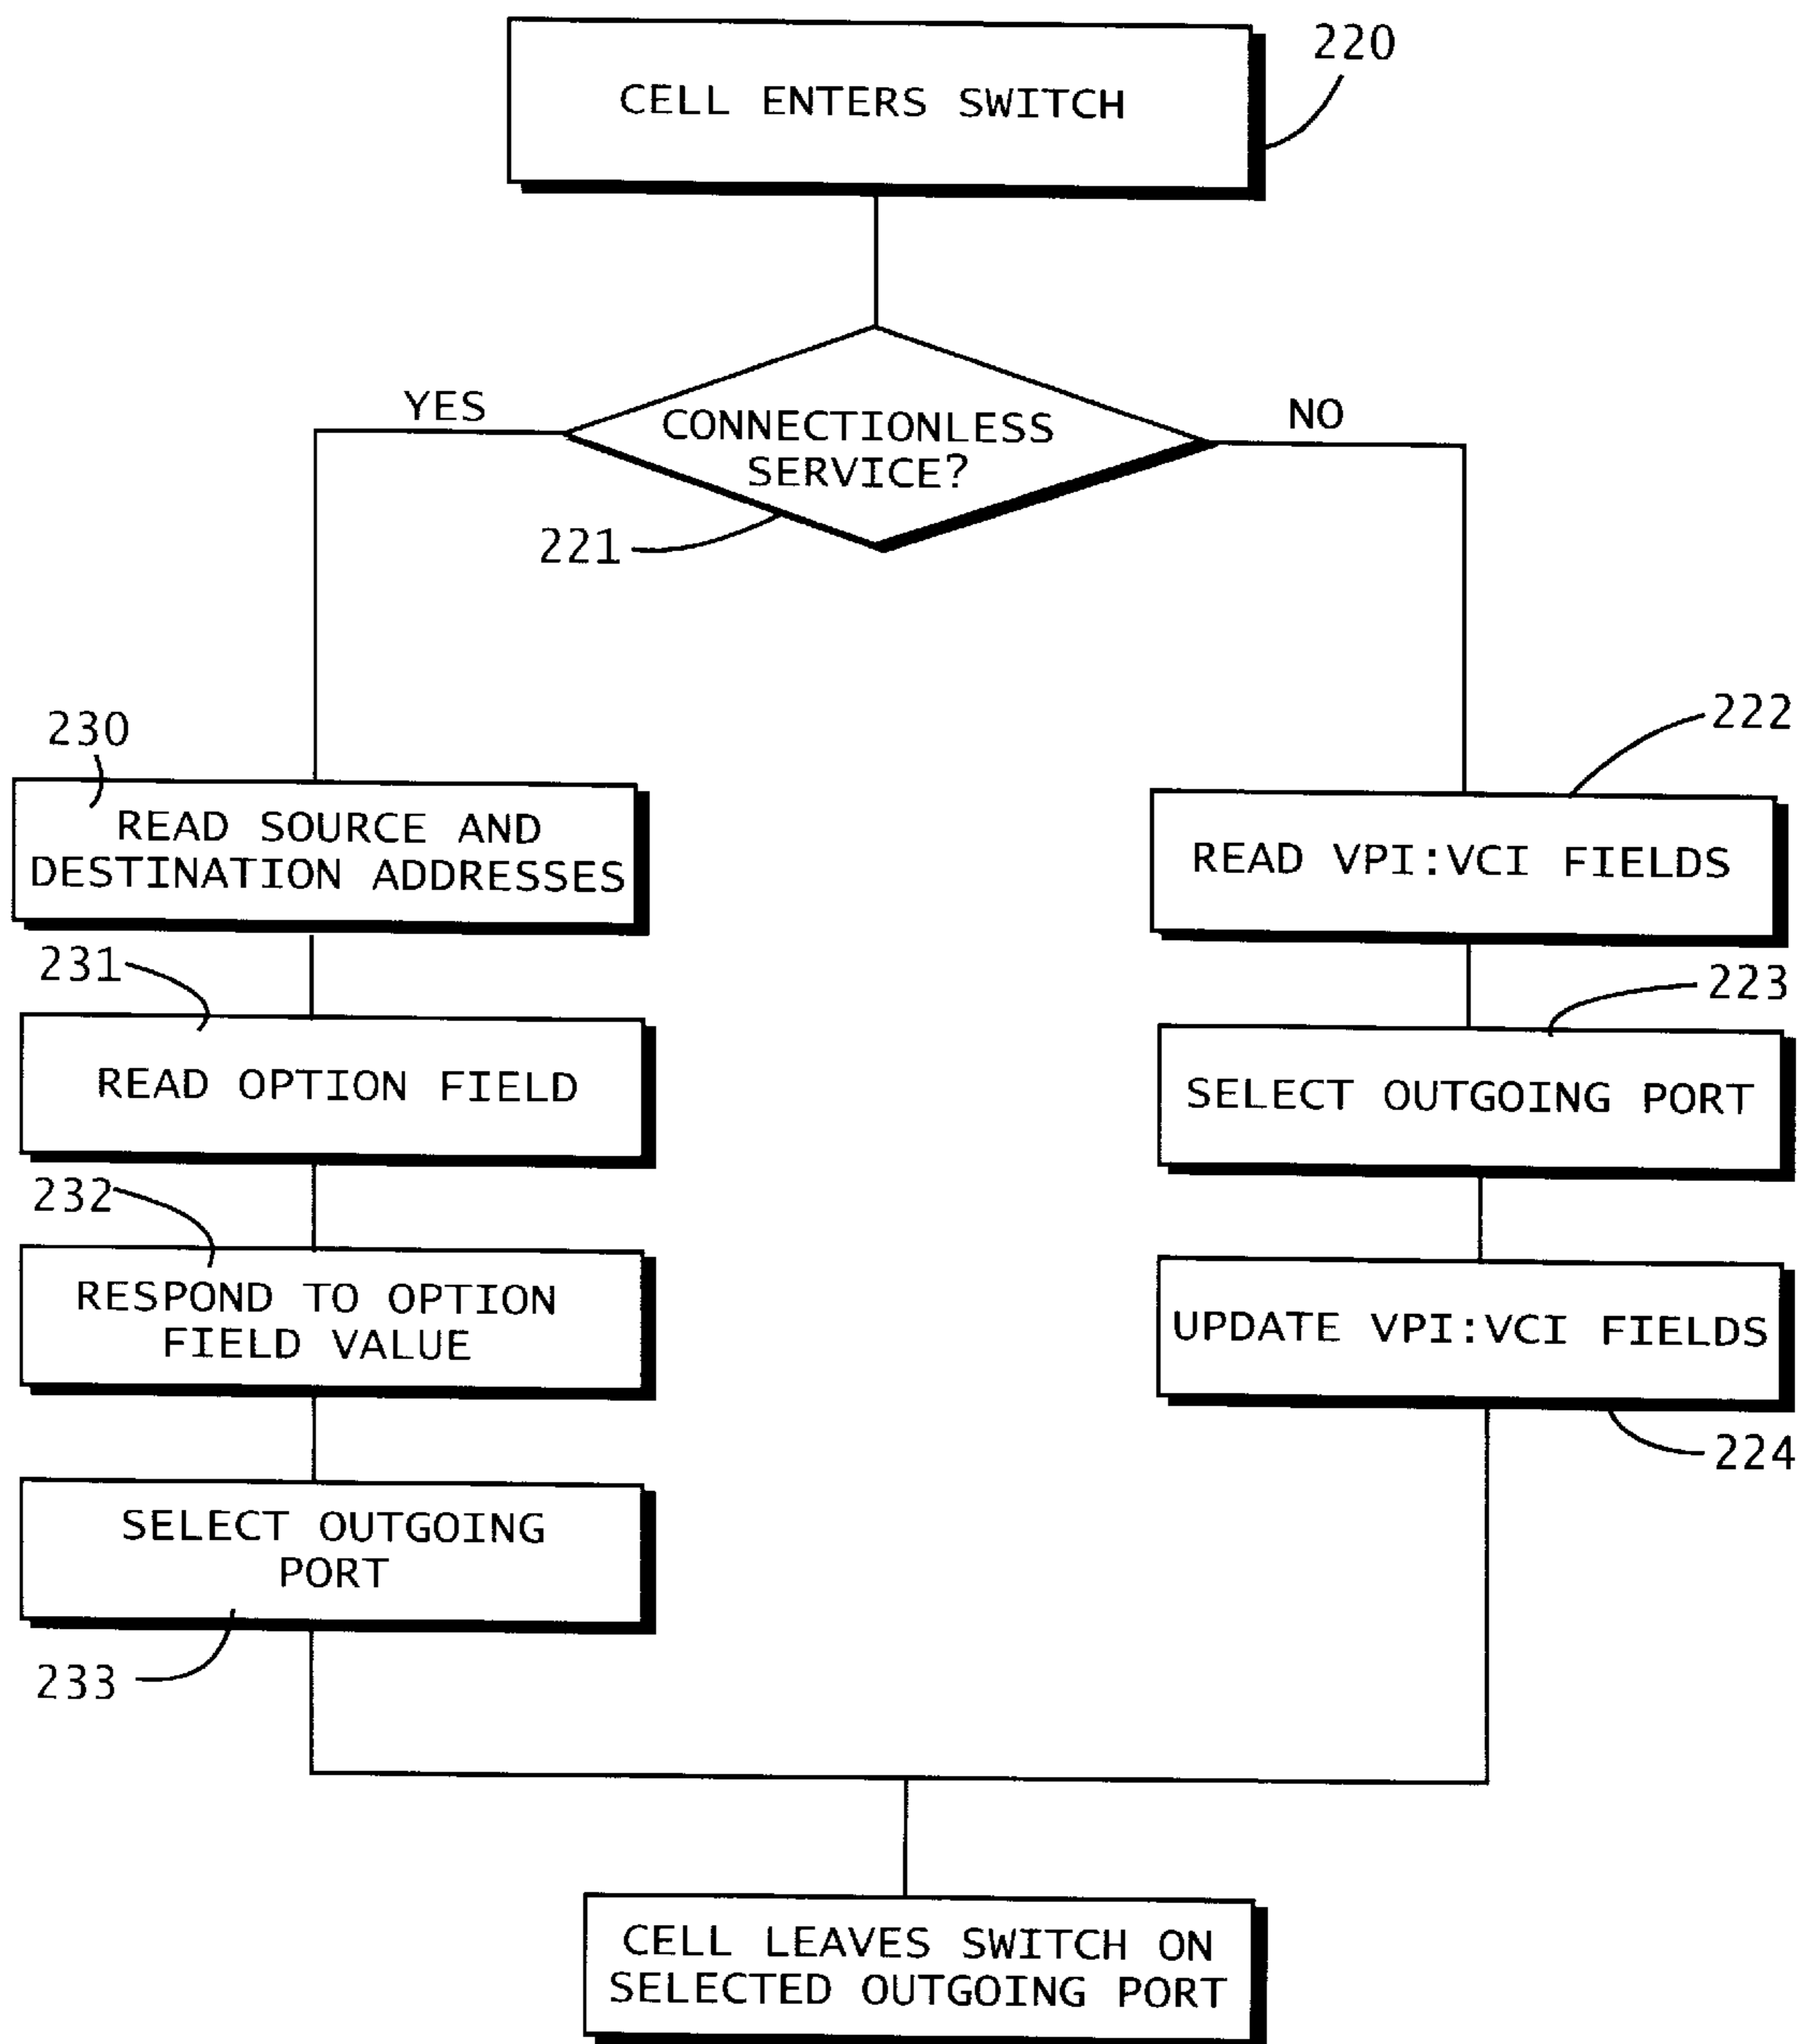 220
CELL ENTERS SWITCH
YES
NO
CONNECTIONLESS
SERVICE?
221
230
READ SOURCE AND
DESTINATION ADDRESSES
231
READ OPTION FIELD
232
RESPOND TO OPTION
FIELD VALUE
SELECT OUTGOING
PORT
233
222
READ VPI:VCI FIELDS
223
SELECT OUTGOING PORT
UPDATE VPI:VCI FIELDS
224
CELL LEAVES SWITCH ON
SELECTED OUTGOING PORT